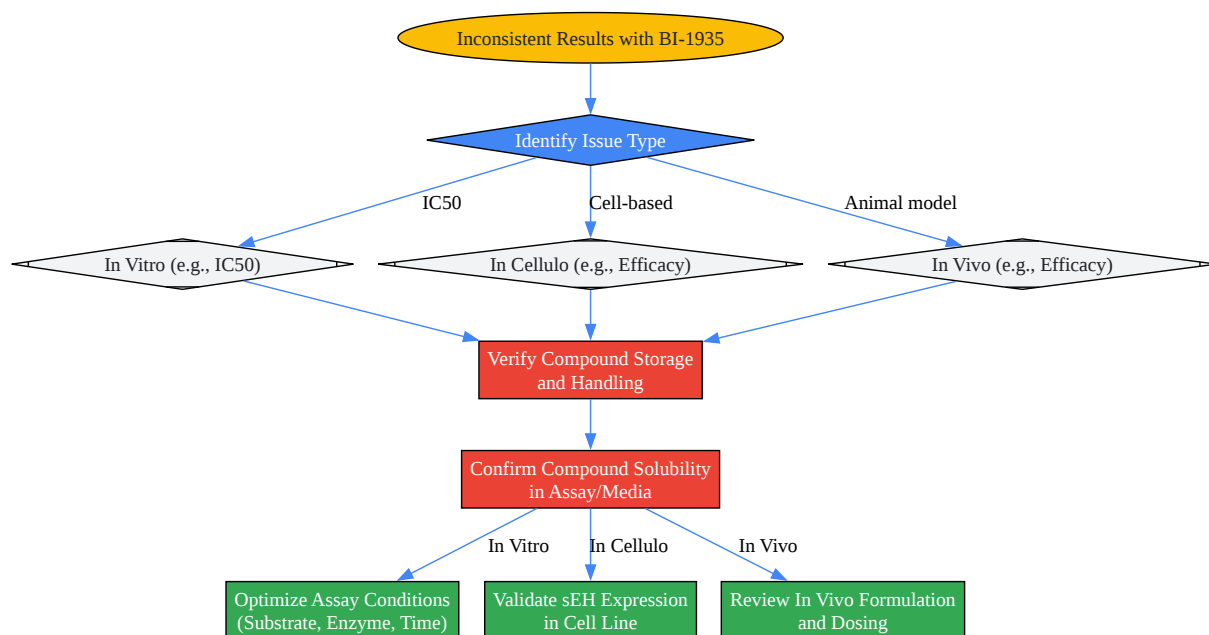 Inconsistent Results with BI-1935
Identify Issue Type
IC50
Cell-based
Animal model
In Vitro (e.g., IC50)
In Cellulo (e.g., Efficacy)
In Vivo (e.g., Efficacy)
Verify Compound Storage
and Handling
Confirm Compound Solubility
in Assay/Media
In Vitro
In Cellulo
In Vivo
Optimize Assay Conditions
(Substrate, Enzyme, Time)
Validate sEH Expression
in Cell Line
Review In Vivo Formulation
and Dosing